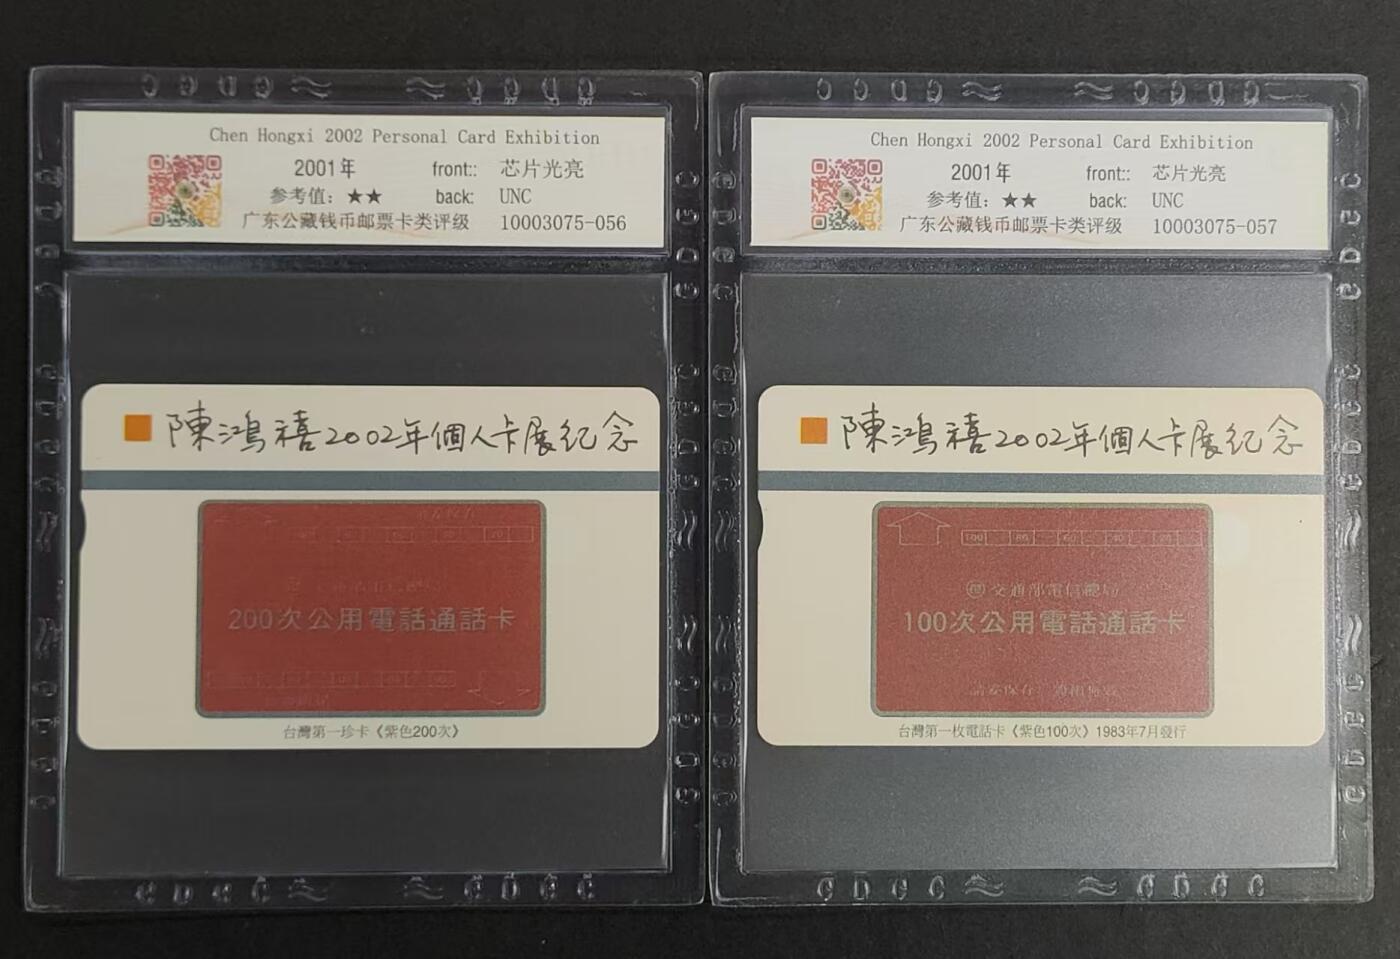 Chen Hongxi 2002 Personal Card Exhibition
2001年 front:: 芯片光亮
参考值: ★★ back: UNC
广东公藏钱币邮票卡类评级 10003075-056
陳鴻禧2002年個人卡展紀念
200次公用電話通話卡
台灣第一珍卡《紫色200次》
Chen Hongxi 2002 Personal Card Exhibition
2001年 front:: 芯片光亮
参考值: ★★ back: UNC
广东公藏钱币邮票卡类评级 10003075-057
陳鴻禧2002年個人卡展紀念
100 80 60 40 20
交通部電信總局
100次公用電話通話卡
台灣第一枚電話卡《紫色100次》1983年7月發行